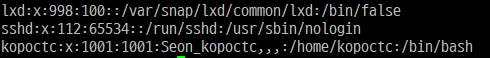 lxd:x:998:100::/var/snap/lxd/common/lxd:/bin/false
sshd:x:112:65534::/run/sshd:/usr/sbin/nologin
kopoctc:x:1001:1001:Seon_kopoctc,,,:/home/kopoctc:/bin/bash